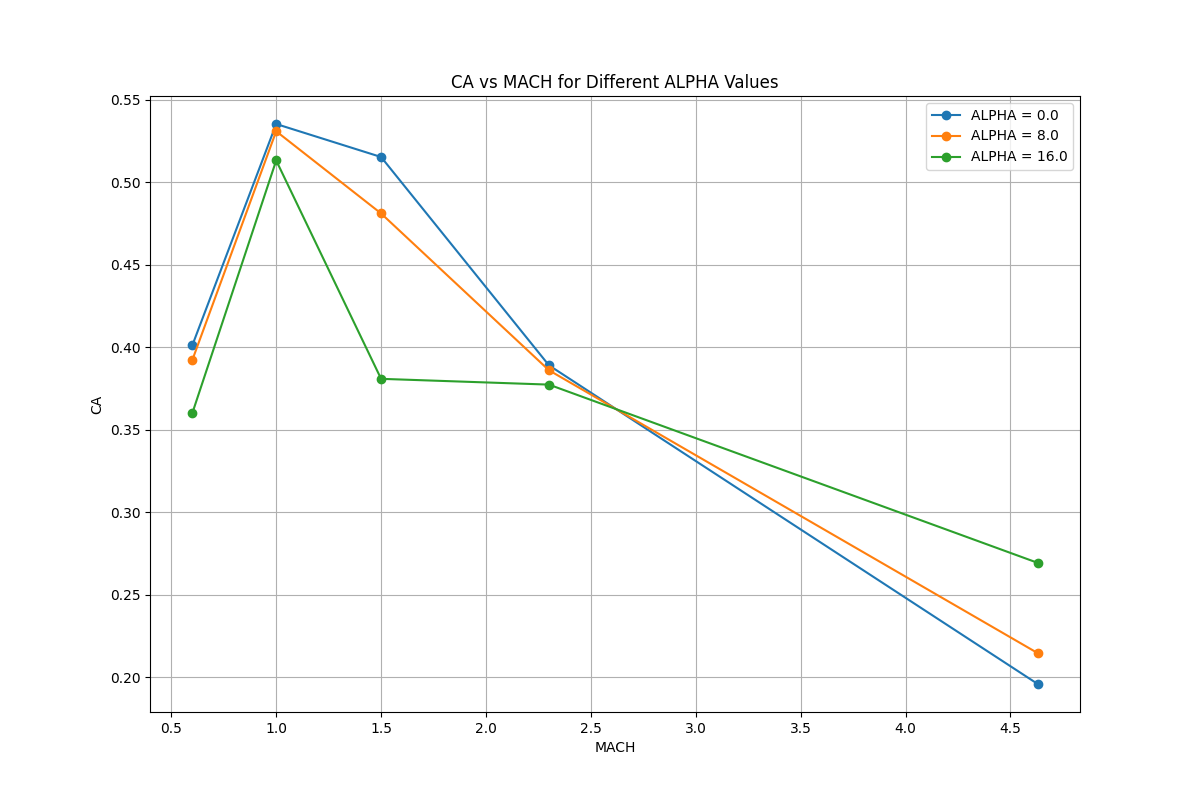 CA vs MACH for Different ALPHA Values
ALPHA = 0.0
ALPHA = 8.0
ALPHA = 16.0
CA
0.55
0.50
0.45
0.40
0.35
0.30
0.25
0.20
0.5 1.0 1.5 2.0 2.5 3.0 3.5 4.0 4.5
MACH